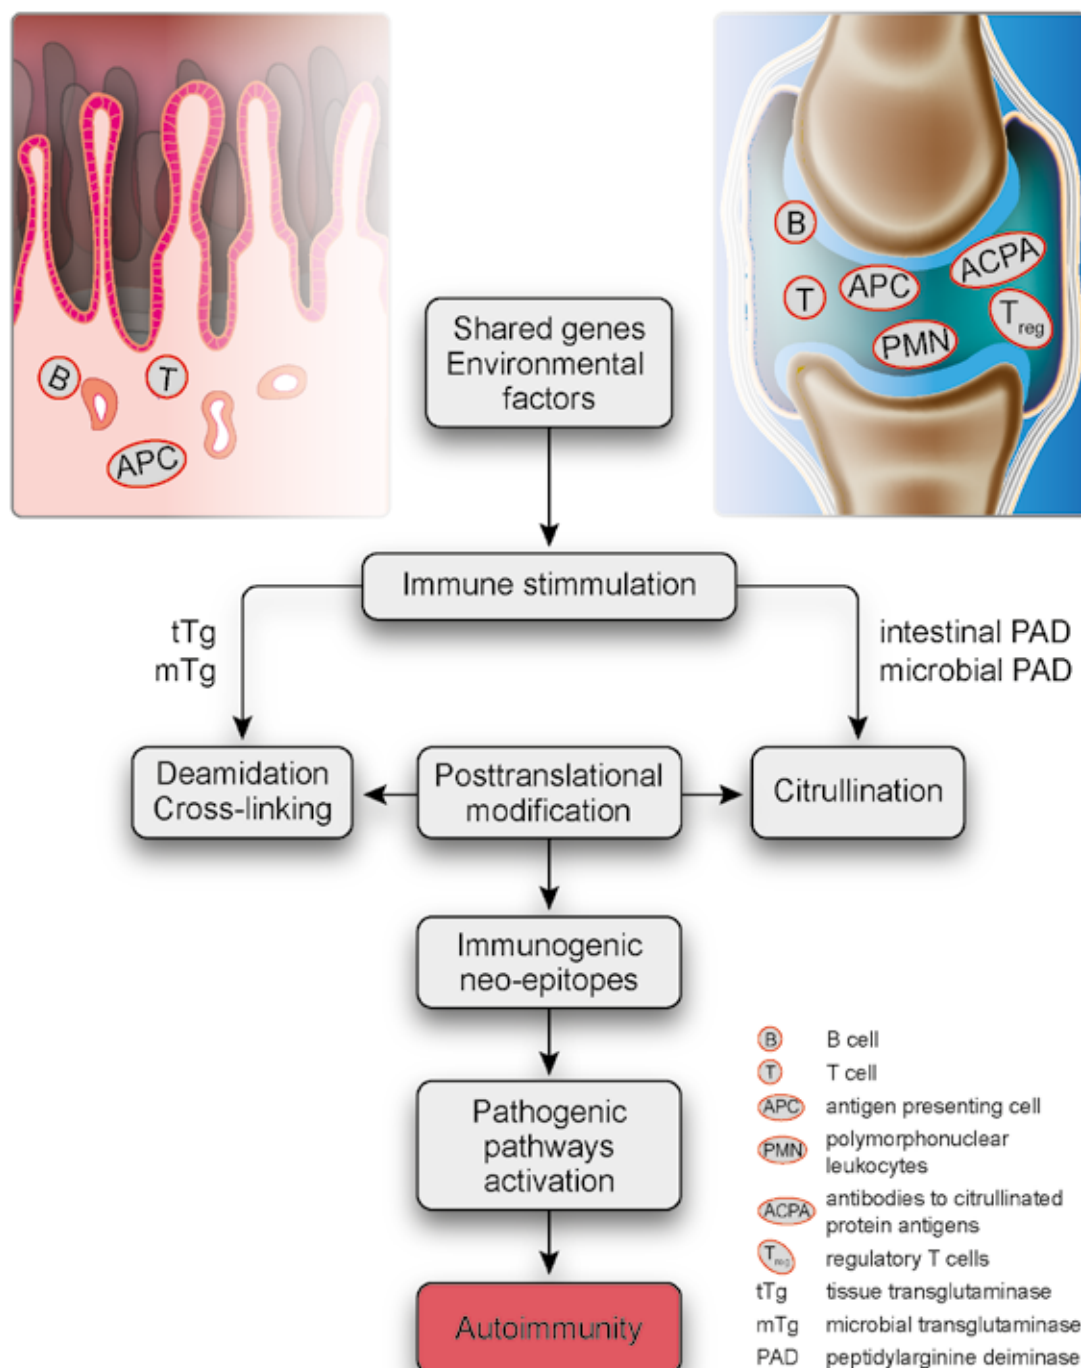 B
T
APC
B
T
APC
ACPA
PMN
Treg
Shared genes
Environmental
factors
Immune stimmulation
tTg
mTg
intestinal PAD
microbial PAD
Deamidation
Cross-linking
Posttranslational
modification
Citrullination
Immunogenic
neo-epitopes
Pathogenic
pathways
activation
Autoimmunity
B B cell
T T cell
APC antigen presenting cell
PMN polymorphonuclear
leukocytes
ACPA antibodies to citrullinated
protein antigens
Treg regulatory T cells
tTg tissue transglutaminase
mTg microbial transglutaminase
PAD peptidylarginine deiminase